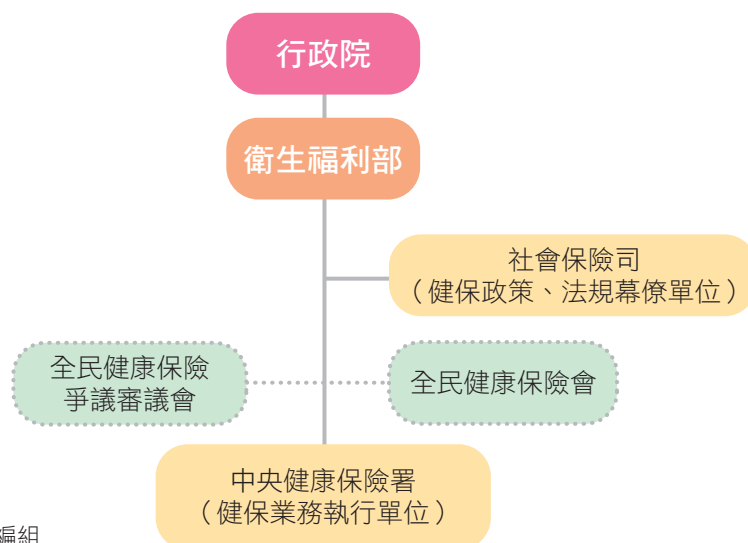 行政院
衛生福利部
社會保險司
（健保政策、法規幕僚單位）
全民健康保險
爭議審議會
全民健康保險會
中央健康保險署
（健保業務執行單位）
編組